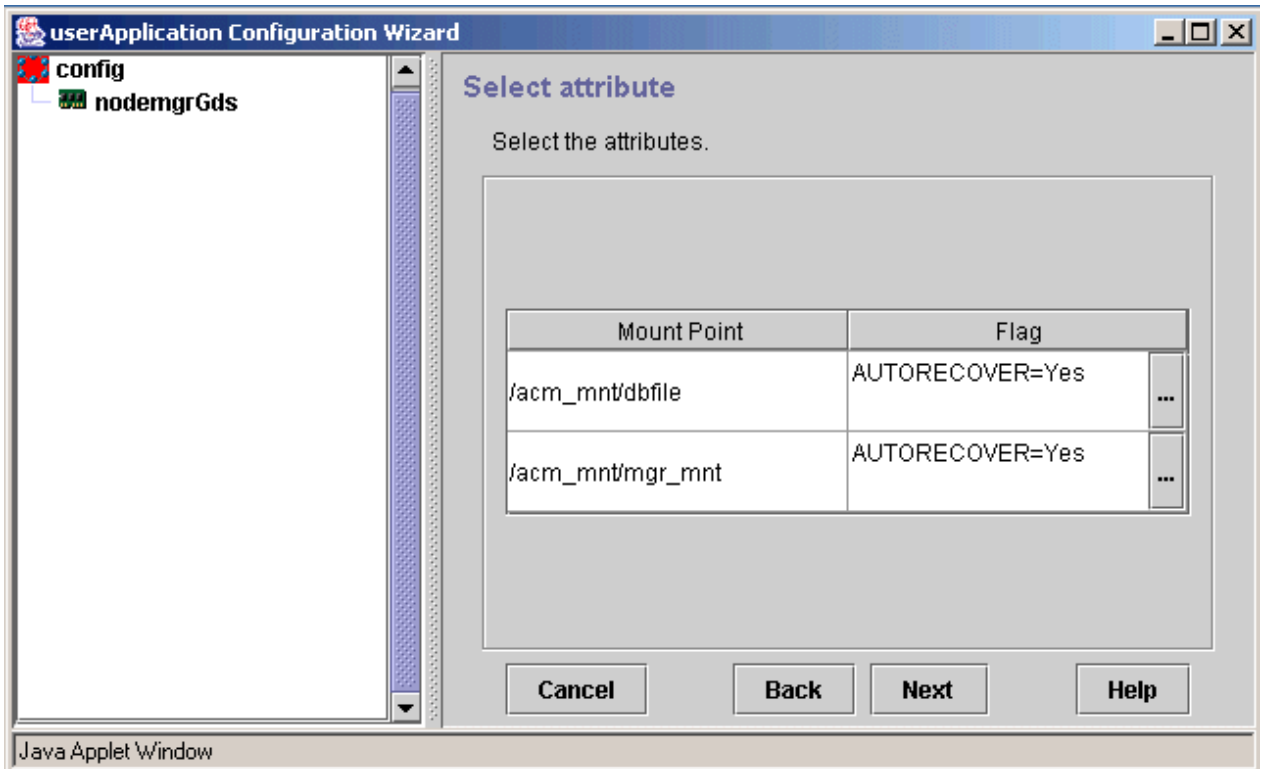 userApplication Configuration Wizard
config
nodemgrGds
Select attribute
Select the attributes.
Mount Point Flag
/acm_mnt/dbfile AUTORECOVER=Yes ...
/acm_mnt/mgr_mnt AUTORECOVER=Yes ...
Cancel Back Next Help
Java Applet Window